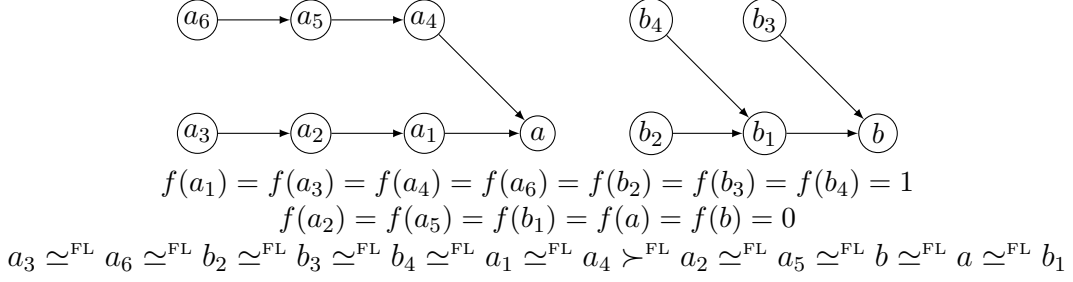 a₆ a₅ a₄ b₄ b₃
a₃ a₂ a₁ a b₂ b₁ b
f(a₁) = f(a₃) = f(a₄) = f(a₆) = f(b₂) = f(b₃) = f(b₄) = 1
f(a₂) = f(a₅) = f(b₁) = f(a) = f(b) = 0
a₃ ≃^FL a₆ ≃^FL b₂ ≃^FL b₃ ≃^FL b₄ ≃^FL a₁ ≃^FL a₄ ≻^FL a₂ ≃^FL a₅ ≃^FL b ≃^FL a ≃^FL b₁